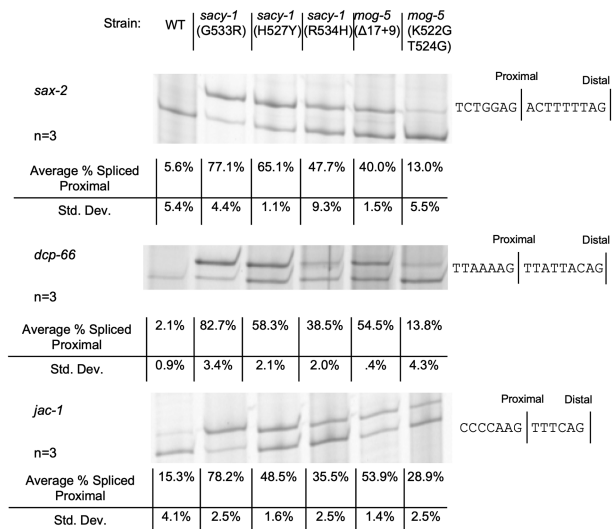 Strain: WT sacy-1 (G533R) sacy-1 (H527Y) sacy-1 (R534H) mog-5 (Δ17+9) mog-5 (K522G T524G)
sax-2
n=3
Proximal Distal
TCTGGAG ACTTTTTAG
Average % Spliced Proximal 5.6% 77.1% 65.1% 47.7% 40.0% 13.0%
Std. Dev. 5.4% 4.4% 1.1% 9.3% 1.5% 5.5%
dcp-66
n=3
Proximal Distal
TTAAAAG TTATTACAG
Average % Spliced Proximal 2.1% 82.7% 58.3% 38.5% 54.5% 13.8%
Std. Dev. 0.9% 3.4% 2.1% 2.0% .4% 4.3%
jac-1
n=3
Proximal Distal
CCCCAAG TTTCAG
Average % Spliced Proximal 15.3% 78.2% 48.5% 35.5% 53.9% 28.9%
Std. Dev. 4.1% 2.5% 1.6% 2.5% 1.4% 2.5%